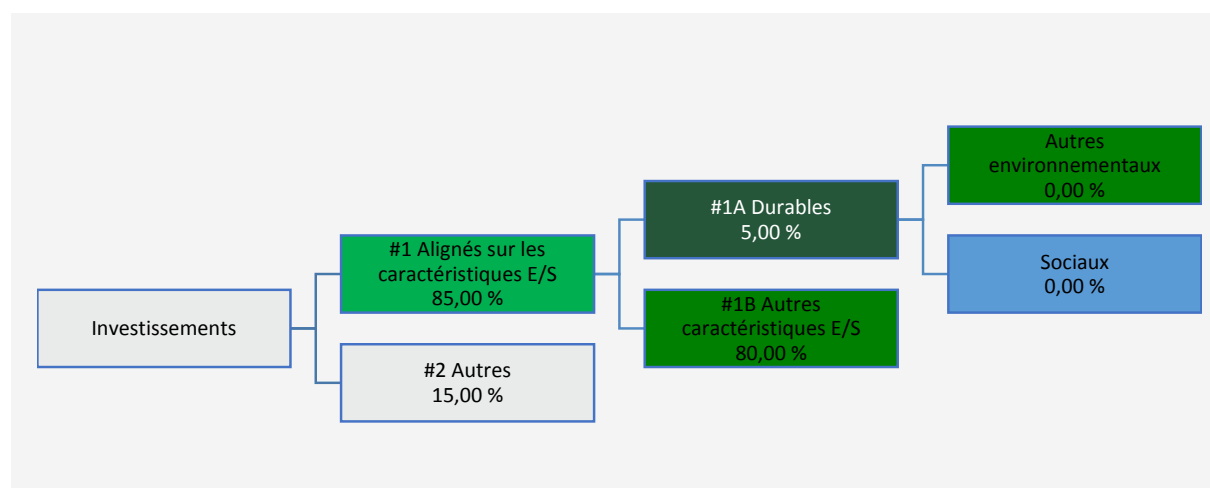 Investissements
#1 Alignés sur les
caractéristiques E/S
85,00 %
#2 Autres
15,00 %
#1A Durables
5,00 %
#1B Autres
caractéristiques E/S
80,00 %
Autres
environnementaux
0,00 %
Sociaux
0,00 %